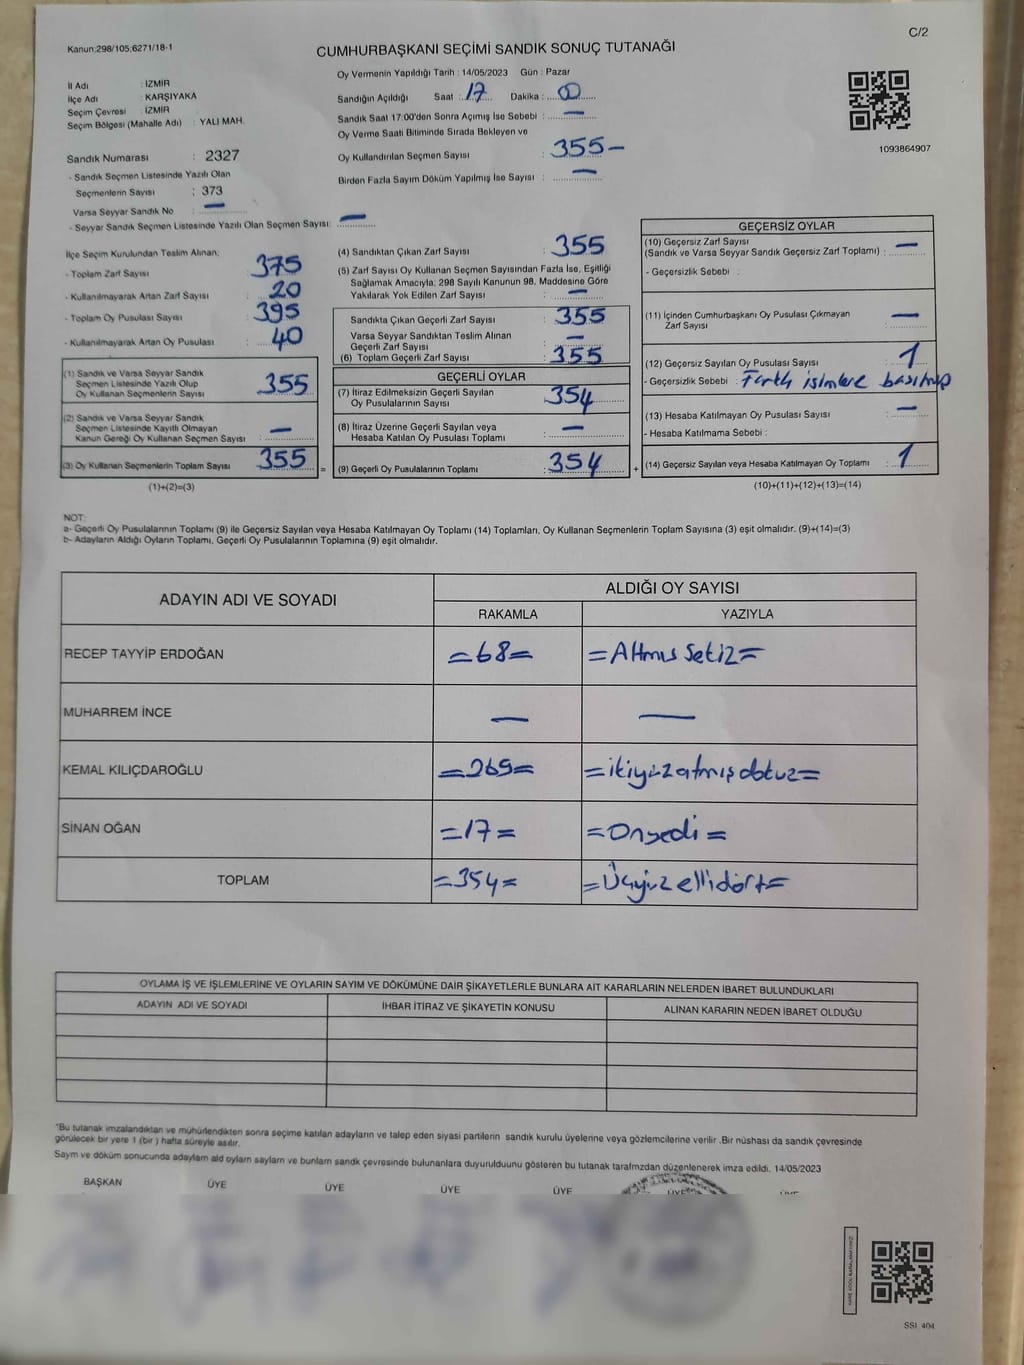 C/2
Kanun:298/105;6271/18-1
CUMHURBAŞKANI SEÇİMİ SANDIK SONUÇ TUTANAĞI
Oy Vermenin Yapıldığı Tarih : 14/05/2023 Gün : Pazar
İl Adı : İZMİR
İlçe Adı : KARŞIYAKA
Seçim Çevresi : İZMİR
Seçim Bölgesi (Mahalle Adı) : YALI MAH.
Sandığın Açıldığı Saat : 17 Dakika :
Sandık Saat 17:00'den Sonra Açımış İse Sebebi : —
Oy Verme Saati Bitiminde Sırada Bekleyen ve
Oy Kullandırılan Seçmen Sayısı : 355-
Birden Fazla Sayım Döküm Yapılmış İse Sayısı : —
1093864907
Sandık Numarası : 2327
- Sandık Seçmen Listesinde Yazılı Olan
Seçmenlerin Sayısı : 373
Varsa Seyyar Sandık No —
- Seyyar Sandık Seçmen Listesinde Yazılı Olan Seçmen Sayısı: —
İlçe Seçim Kurulundan Teslim Alınan:
- Toplam Zarf Sayısı 375
- Kullanılmayarak Artan Zarf Sayısı 20
- Toplam Oy Pusulası Sayısı 395
- Kullanılmayarak Artan Oy Pusulası 40
(1) Sandık ve Varsa Seyyar Sandık
Seçmen Listesinde Yazılı Olup
Oy Kullanan Seçmenlerin Sayısı 355
(2) Sandık ve Varsa Seyyar Sandık
Seçmen Listesinde Kayıtlı Olmayan
Kanun Gereği Oy Kullanan Seçmen Sayısı —
(3) Oy Kullanan Seçmenlerin Toplam Sayısı 355 =
(1)+(2)=(3)
(4) Sandıktan Çıkan Zarf Sayısı : 355
(5) Zarf Sayısı Oy Kullanan Seçmen Sayısından Fazla İse, Eşitliği
Sağlamak Amacıyla; 298 Sayılı Kanunun 98. Maddesine Göre
Yakılarak Yok Edilen Zarf Sayısı : —
Sandıkta Çıkan Geçerli Zarf Sayısı : 355
Varsa Seyyar Sandıktan Teslim Alınan
Geçerli Zarf Sayısı : —
(6) Toplam Geçerli Zarf Sayısı : 355
GEÇERLİ OYLAR
(7) İtiraz Edilmeksizin Geçerli Sayılan
Oy Pusulalarının Sayısı : 354
(8) İtiraz Üzerine Geçerli Sayılan veya
Hesaba Katılan Oy Pusulası Toplamı : —
(9) Geçerli Oy Pusulalarının Toplamı : 354 +
GEÇERSİZ OYLAR
(10) Geçersiz Zarf Sayısı
(Sandık ve Varsa Seyyar Sandık Geçersiz Zarf Toplamı) : —
- Geçersizlik Sebebi :
(11) İçinden Cumhurbaşkanı Oy Pusulası Çıkmayan
Zarf Sayısı : —
(12) Geçersiz Sayılan Oy Pusulası Sayısı : 1
- Geçersizlik Sebebi : Farklı isimlere
(13) Hesaba Katılmayan Oy Pusulası Sayısı : —
- Hesaba Katılmama Sebebi :
(14) Geçersiz Sayılan veya Hesaba Katılmayan Oy Toplamı : 1
(10)+(11)+(12)+(13)=(14)
NOT:
a- Geçerli Oy Pusulalarının Toplamı (9) ile Geçersiz Sayılan veya Hesaba Katılmayan Oy Toplamı (14) Toplamları, Oy Kullanan Seçmenlerin Toplam Sayısına (3) eşit olmalıdır. (9)+(14)=(3)
b- Adayların Aldığı Oyların Toplamı, Geçerli Oy Pusulalarının Toplamına (9) eşit olmalıdır.
ADAYIN ADI VE SOYADI
ALDIĞI OY SAYISI
RAKAMLA YAZIYLA
RECEP TAYYİP ERDOĞAN =68= =Altmış Sekiz=
MUHARREM İNCE — —
KEMAL KILIÇDAROĞLU =269= =ikiyüzatmışdokuz=
SİNAN OĞAN =17= =Onyedi=
TOPLAM =354= =Üçyüzellidört=
OYLAMA İŞ VE İŞLEMLERİNE VE OYLARIN SAYIM VE DÖKÜMÜNE DAİR ŞİKAYETLERLE BUNLARA AİT KARARLARIN NELERDEN İBARET BULUNDUKLARI
ADAYIN ADI VE SOYADI İHBAR İTİRAZ VE ŞİKAYETİN KONUSU ALINAN KARARIN NEDEN İBARET OLDUĞU
*Bu tutanak imzalandıktan ve mühürlendikten sonra seçime katılan adayların ve talep eden siyasi partilerin sandık kurulu üyelerine veya gözlemcilerine verilir .Bir nüshası da sandık çevresinde
görülecek bir yere 1 (bir ) hafta süreyle asılır.
Sayım ve döküm sonucunda adaylam ald oylarn saylarn ve bunlarn sandk çevresinde bulunanlara duyurulduunu gösteren bu tutanak tarafmzdan düzenlenerek imza edildi. 14/05/2023
BAŞKAN ÜYE ÜYE ÜYE ÜYE ÜYE ÜYE
SSI: 404